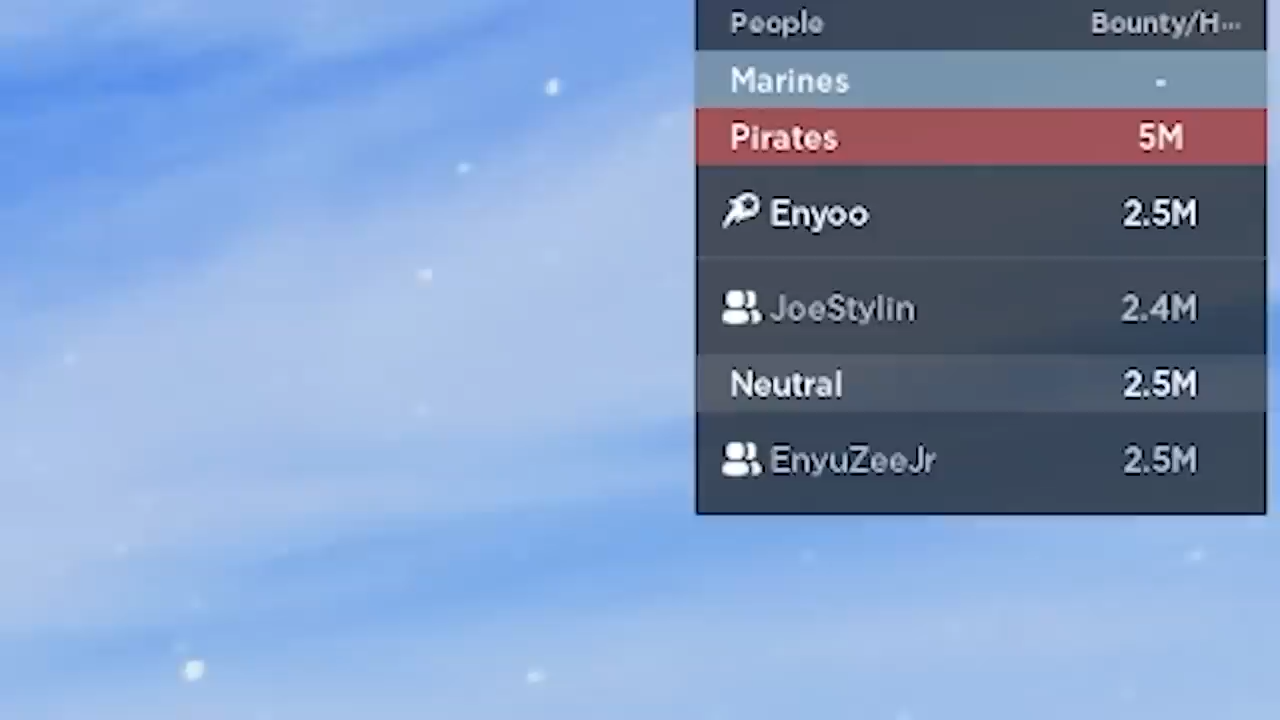 People Bounty/H...
Marines -
Pirates 5M
Enyoo 2.5M
JoeStylin 2.4M
Neutral 2.5M
EnyuZeeJr 2.5M